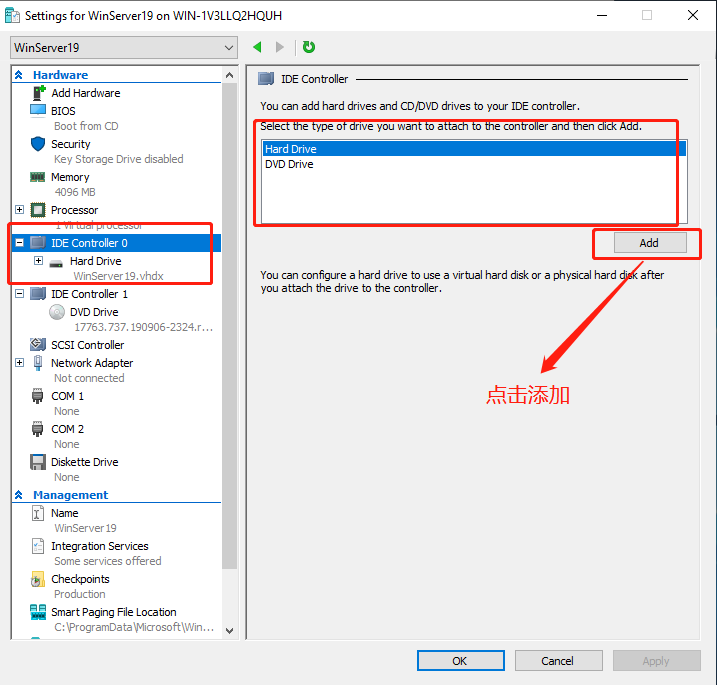 Settings for WinServer19 on WIN-1V3LLQ2HQUH
WinServer19
Hardware
Add Hardware
BIOS
Boot from CD
Security
Key Storage Drive disabled
Memory
4096 MB
Processor
1 Virtual processor
IDE Controller 0
Hard Drive
WinServer19.vhdx
IDE Controller 1
DVD Drive
17763.737.190906-2324.r...
SCSI Controller
Network Adapter
Not connected
COM 1
None
COM 2
None
Diskette Drive
None
Management
Name
WinServer19
Integration Services
Some services offered
Checkpoints
Production
Smart Paging File Location
C:\ProgramData\Microsoft\Win...
IDE Controller
You can add hard drives and CD/DVD drives to your IDE controller.
Select the type of drive you want to attach to the controller and then click Add.
Hard Drive
DVD Drive
Add
You can configure a hard drive to use a virtual hard disk or a physical hard disk after
you attach the drive to the controller.
点击添加
OK
Cancel
Apply